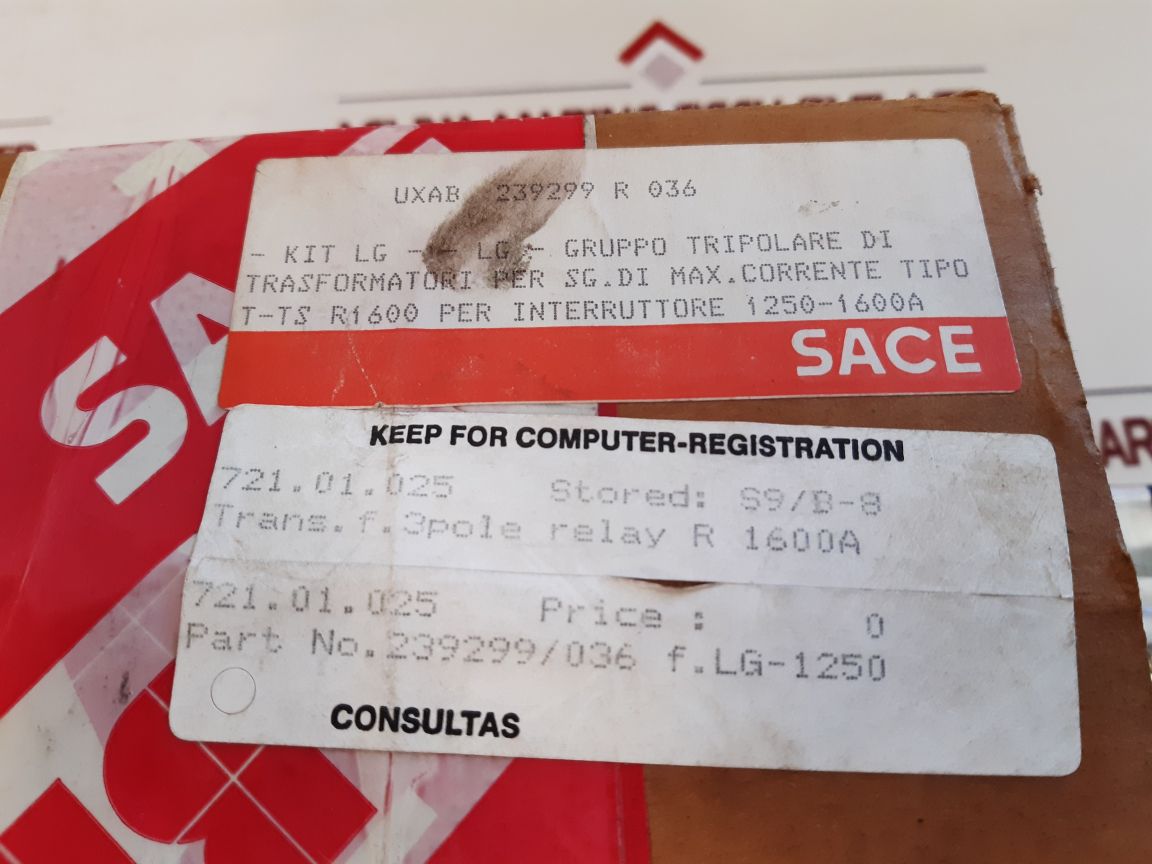 UXAB 239299 R 036
- KIT LG - - LG - GRUPPO TRIPOLARE DI
TRASFORMATORI PER SG.DI MAX.CORRENTE TIPO
T-TS R1600 PER INTERRUTTORE 1250-1600A
SACE
SA
KEEP FOR COMPUTER-REGISTRATION
721.01.025 Stored: S9/B-8
Trans.f.3pole relay R 1600A
721.01.025 Price : 0
Part No.239299/036 f.LG-1250
CONSULTAS
AR